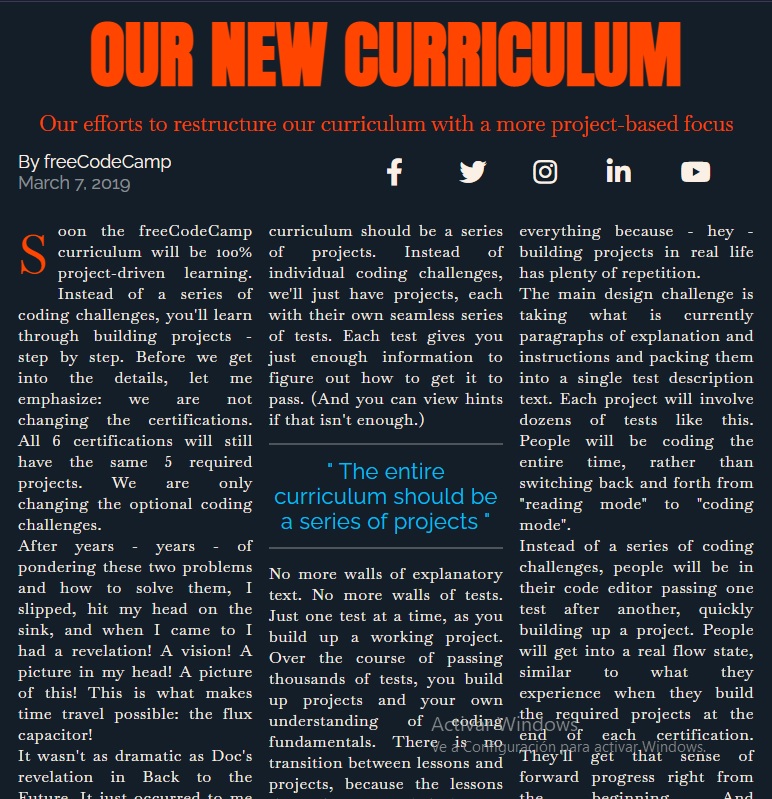 OUR NEW CURRICULUM
Our efforts to restructure our curriculum with a more project-based focus
By freeCodeCamp
March 7, 2019
Soon the freeCodeCamp
curriculum will be 100%
project-driven learning.
Instead of a series of
coding challenges, you'll learn
through building projects -
step by step. Before we get
into the details, let me
emphasize: we are not
changing the certifications.
All 6 certifications will still
have the same 5 required
projects. We are only
changing the optional coding
challenges.
After years - years - of
pondering these two problems
and how to solve them, I
slipped, hit my head on the
sink, and when I came to I
had a revelation! A vision! A
picture in my head! A picture
of this! This is what makes
time travel possible: the flux
capacitor!
It wasn't as dramatic as Doc's
revelation in Back to the
Future. It just occurred to me
curriculum should be a series
of projects. Instead of
individual coding challenges,
we'll just have projects, each
with their own seamless series
of tests. Each test gives you
just enough information to
figure out how to get it to
pass. (And you can view hints
if that isn't enough.)
" The entire
curriculum should be
a series of projects "
No more walls of explanatory
text. No more walls of tests.
Just one test at a time, as you
build up a working project.
Over the course of passing
thousands of tests, you build
up projects and your own
understanding of coding
fundamentals. There is no
transition between lessons and
projects, because the lessons
everything because - hey -
building projects in real life
has plenty of repetition.
The main design challenge is
taking what is currently
paragraphs of explanation and
instructions and packing them
into a single test description
text. Each project will involve
dozens of tests like this.
People will be coding the
entire time, rather than
switching back and forth from
"reading mode" to "coding
mode".
Instead of a series of coding
challenges, people will be in
their code editor passing one
test after another, quickly
building up a project. People
will get into a real flow state,
similar to what they
experience when they build
the required projects at the
end of each certification.
They'll get that sense of
forward progress right from
the beginning. And
Activar Windows
Ve a Configuración para activar Windows.